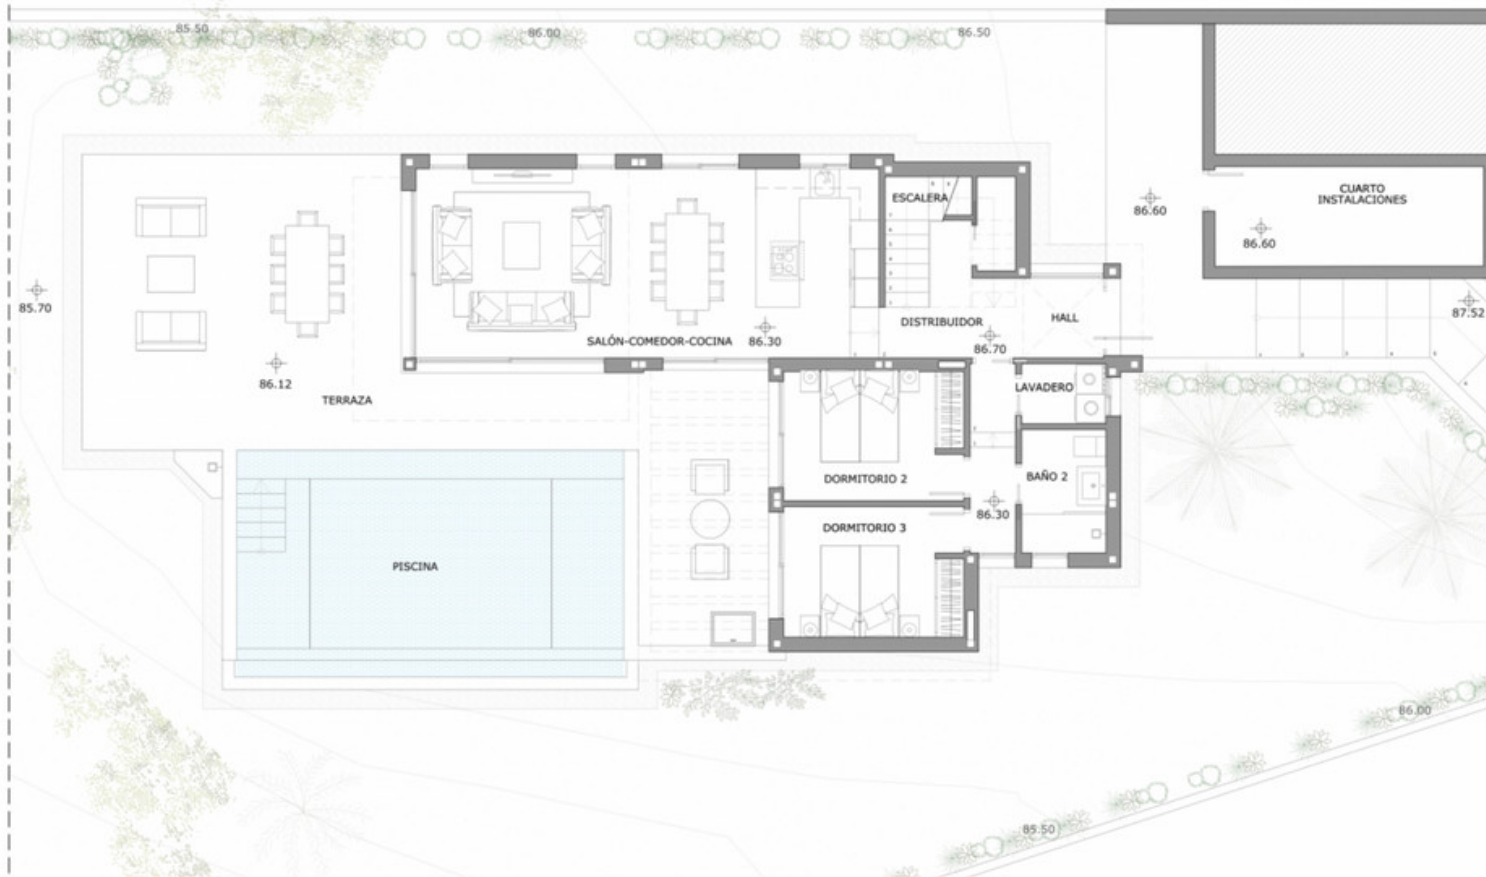 85.50
86.00
86.50
ESCALERA
86.60
CUARTO
INSTALACIONES
86.60
85.70
87.52
DISTRIBUIDOR
HALL
86.30
SALÓN-COMEDOR-COCINA
86.70
86.12
TERRAZA
LAVADERO
DORMITORIO 2
BAÑO 2
86.30
DORMITORIO 3
PISCINA
86.00
85.50